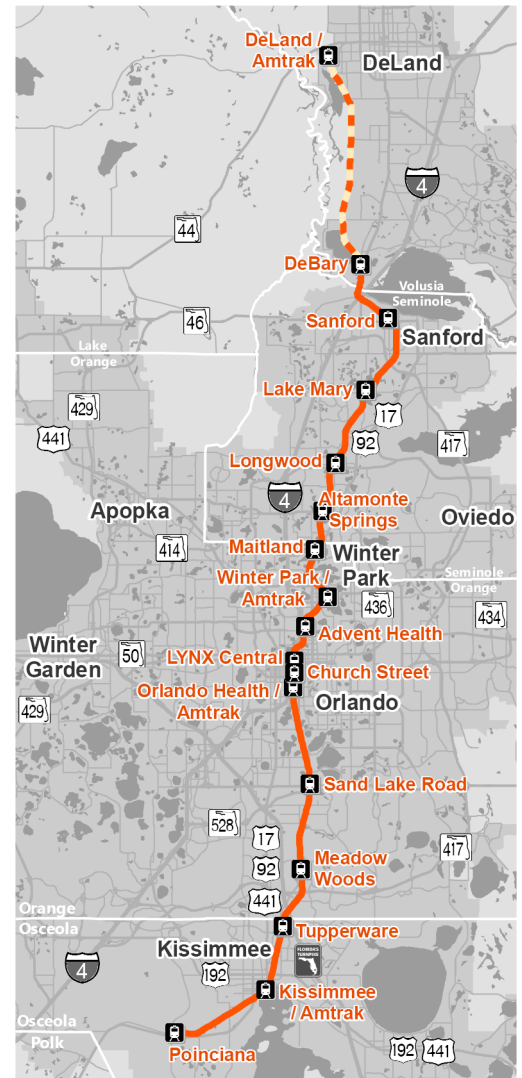 DeLand /
Amtrak
DeLand
4
44
DeBary
Volusia
Seminole
46
Sanford
Sanford
Lake
Orange
Lake Mary
429
17
441
92
417
Longwood
4
Altamonte
Springs
Apopka
Oviedo
414
Maitland
Winter
Park
Winter Park /
Amtrak
Seminole
Orange
436
434
Advent Health
Winter
Garden
50
LYNX Central
Church Street
Orlando Health /
Amtrak
Orlando
429
Sand Lake Road
528
17
417
92
Meadow
Woods
441
Orange
Osceola
Tupperware
Kissimmee
FLORIDA'S
TURNPIKE
4
192
Kissimmee
/ Amtrak
Osceola
Polk
Poinciana
192
441